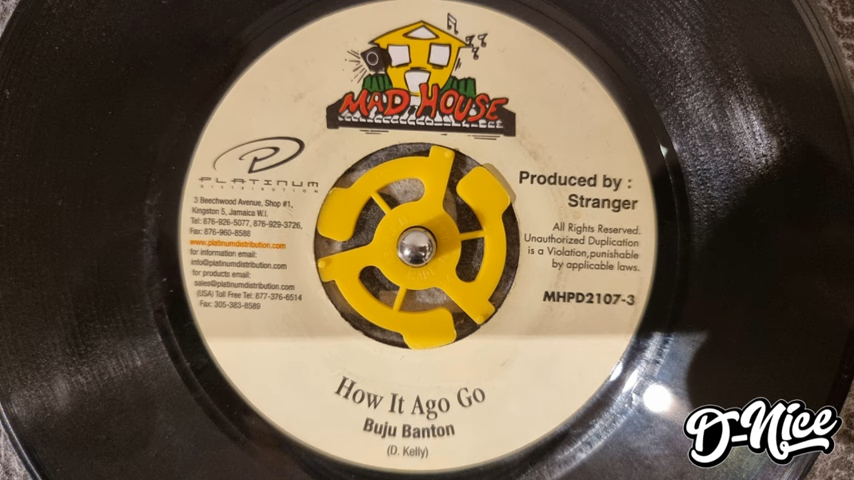 MAD HOUSE
PLATINUM
DISTRIBUTION
3 Beechwood Avenue, Shop #1,
Kingston 5, Jamaica W.I.
Tel: 876-926-5077, 876-929-3726,
Fax: 876-960-8588
www.platinumdistribution.com
for information email:
info@platinumdistribution.com
for products email:
sales@platinumdistribution.com
(USA) Toll Free Tel: 877-376-6514
Fax: 305-383-8589
Produced by :
Stranger
All Rights Reserved.
Unauthorized Duplication
is a Violation,punishable
by applicable laws.
MHPD2107-3
How It Ago Go
Buju Banton
(D. Kelly)
D-Nice